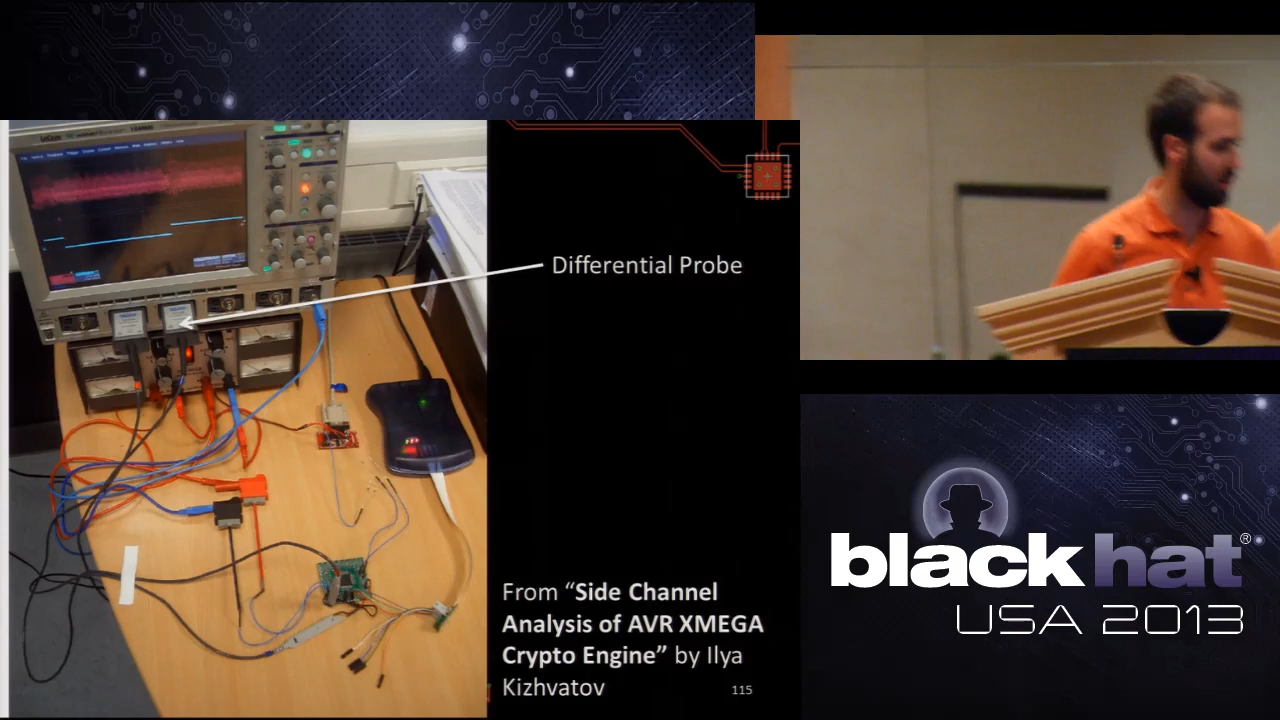 Differential Probe
From “Side Channel
Analysis of AVR XMEGA
Crypto Engine” by Ilya
Kizhvatov
115
black hat®
USA 2013